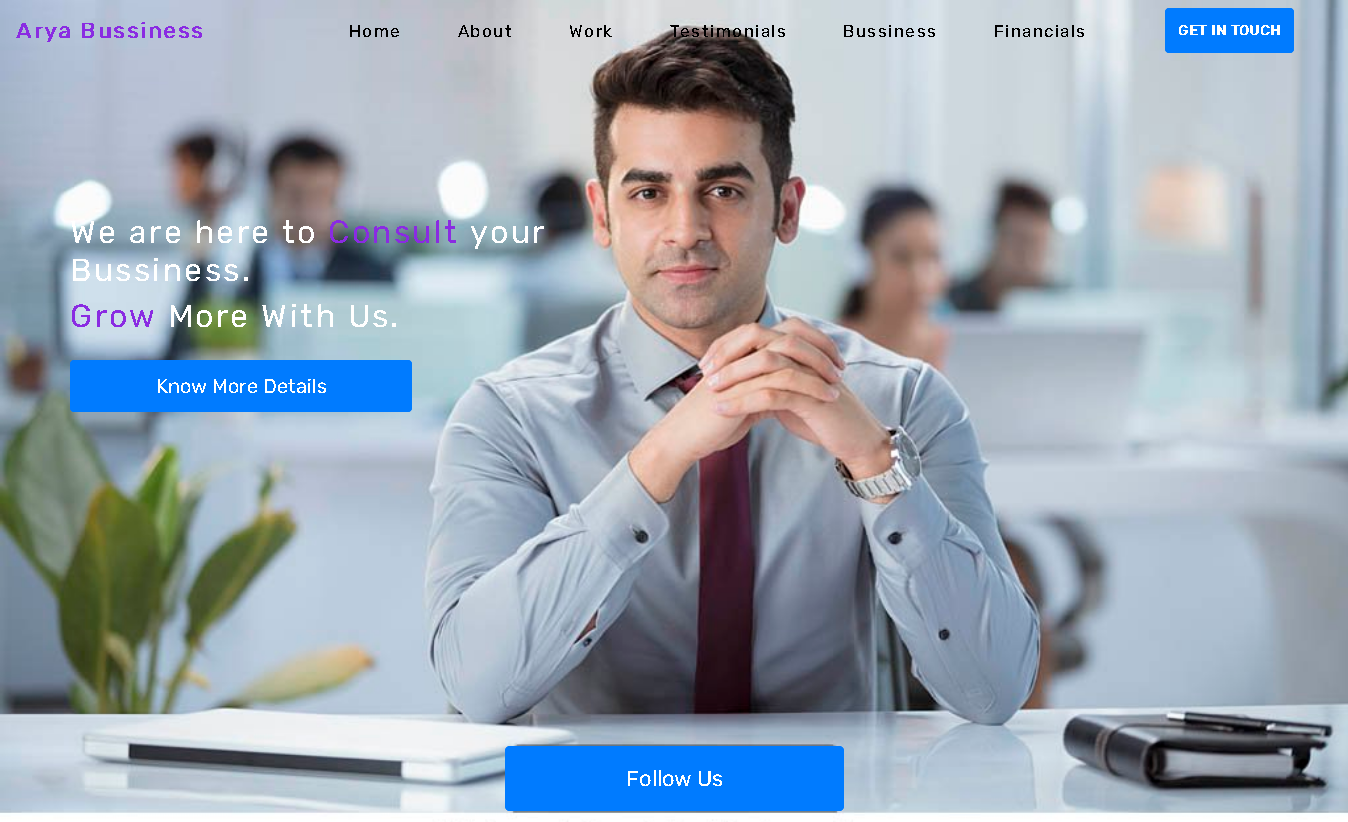 Arya Bussiness
Home
About
Work
Testimonials
Bussiness
Financials
GET IN TOUCH
We are here to Consult your
Bussiness.
Grow More With Us.
Know More Details
Follow Us